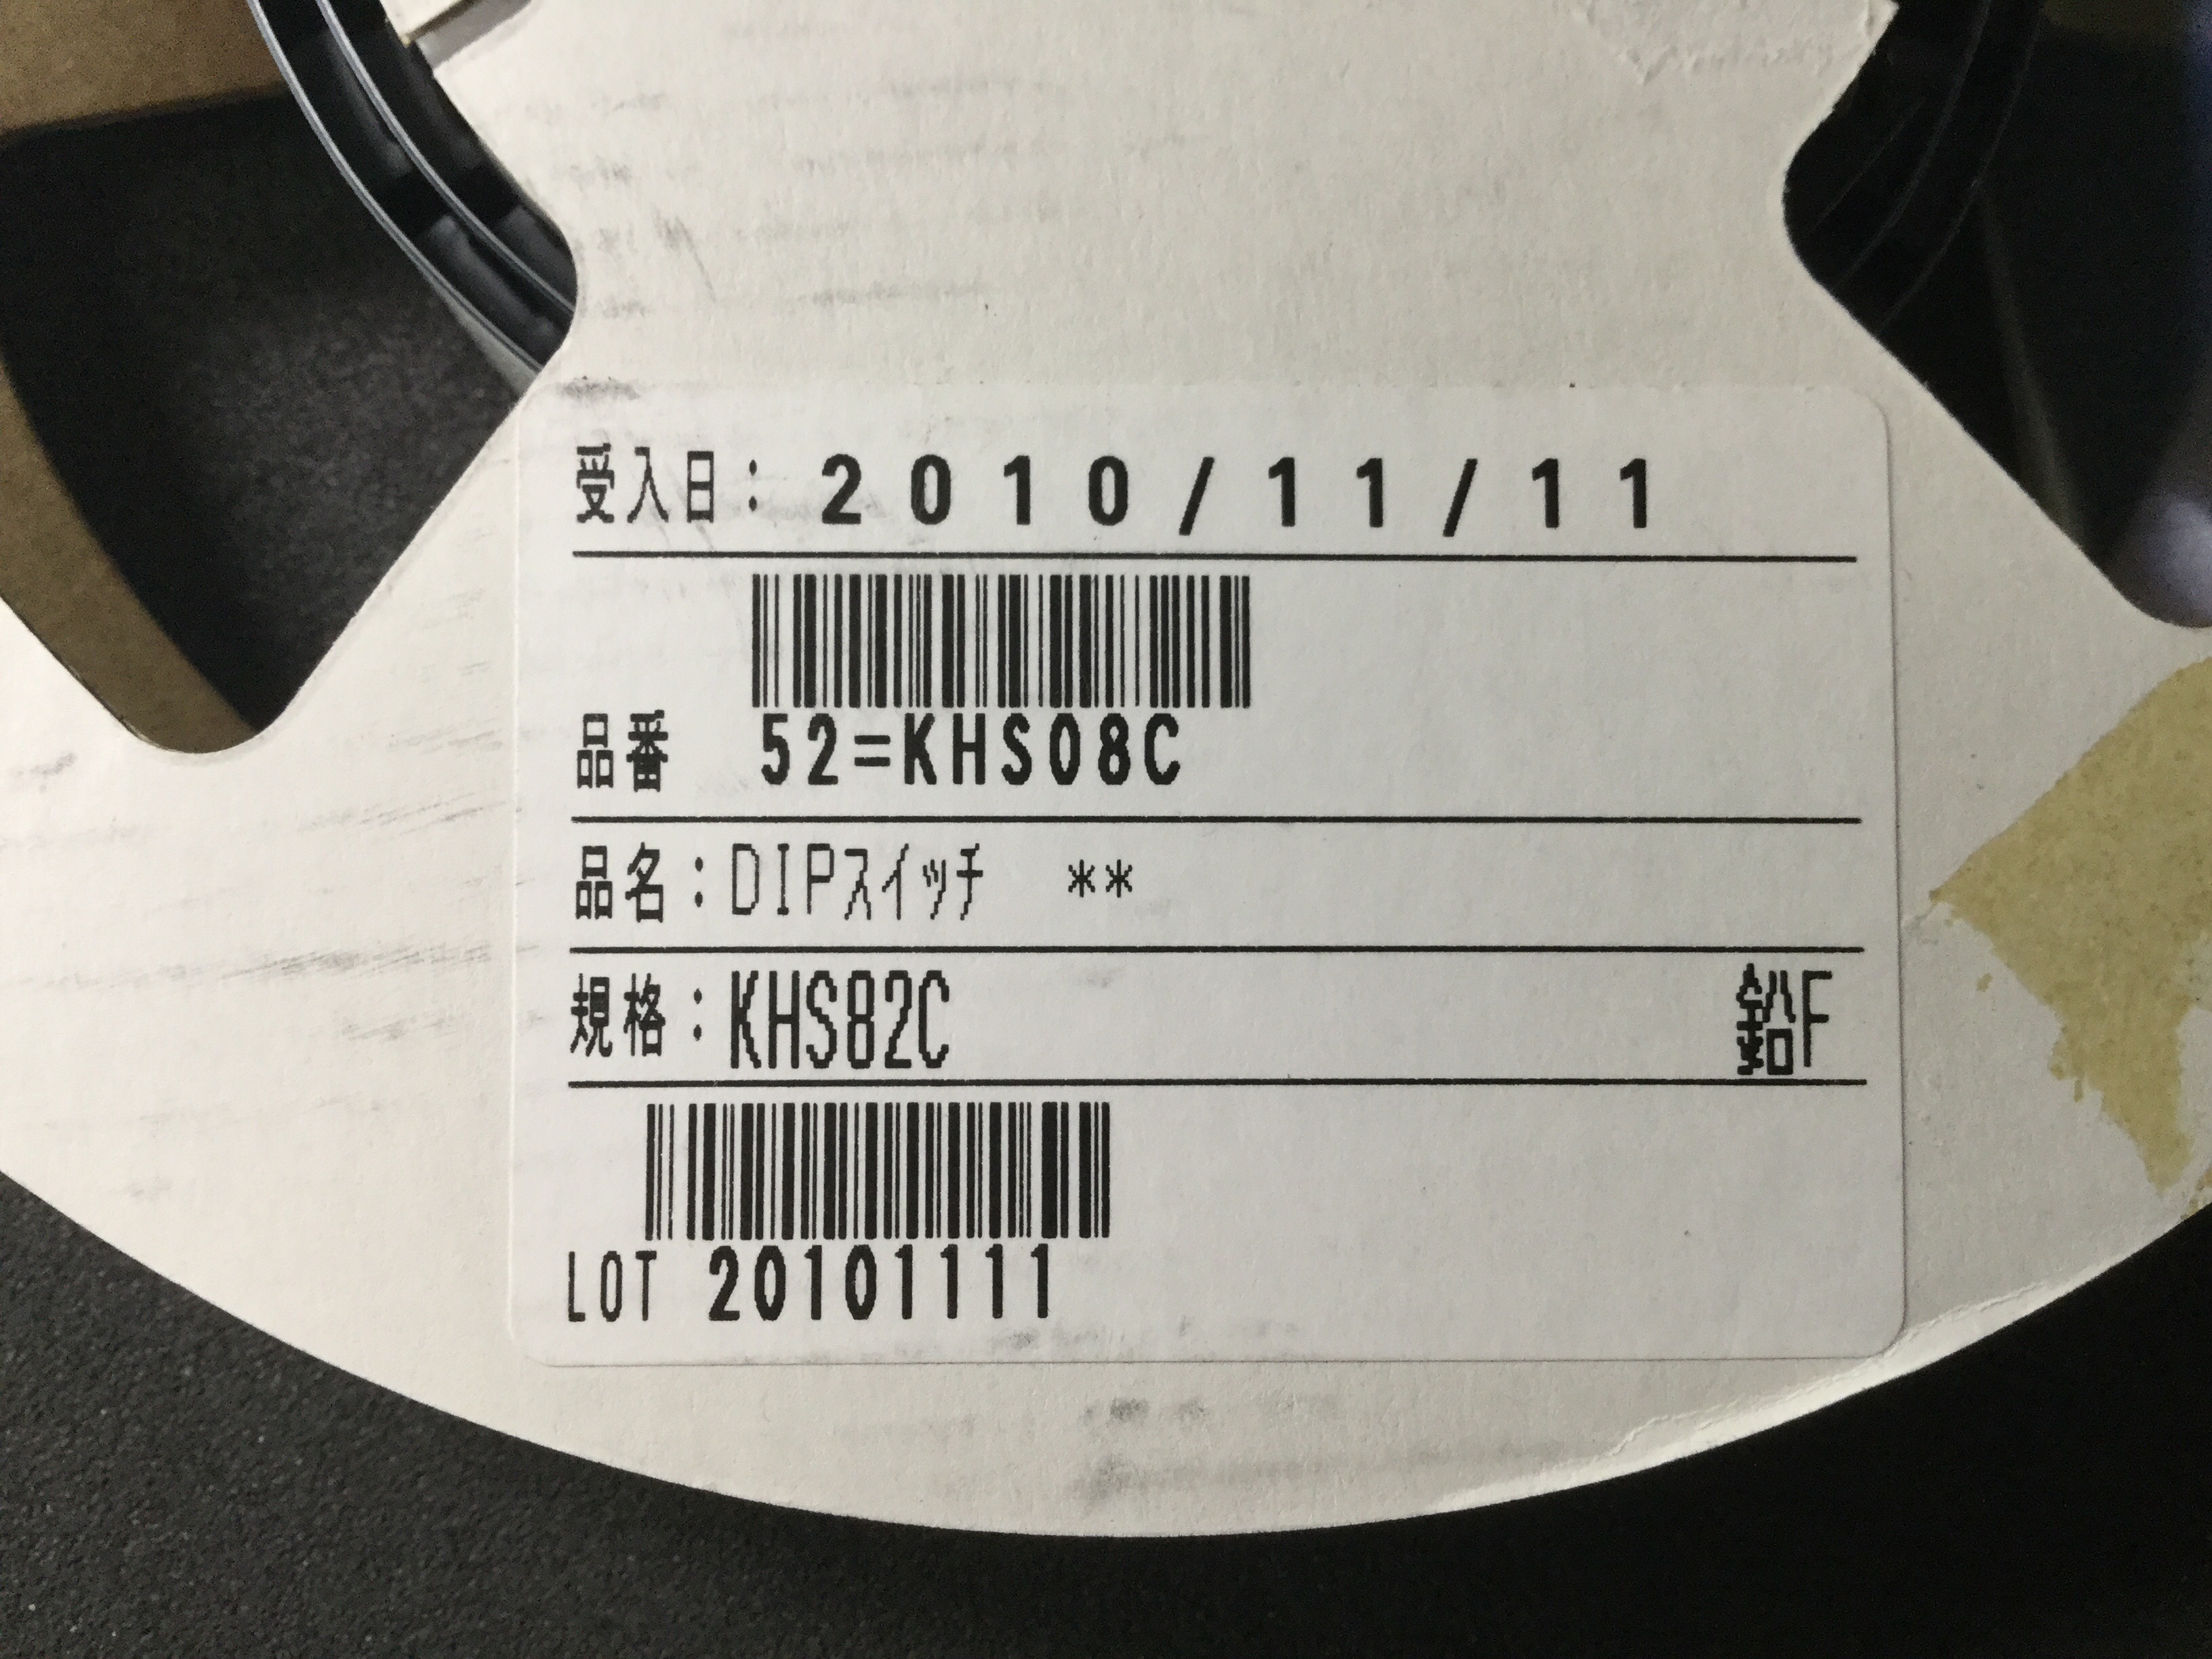 受入日：２０１０/１１/１１
品番 52=KHS08C
品名：DIPｽｲｯﾁ **
規格：KHS82C 鉛F
LOT 20101111